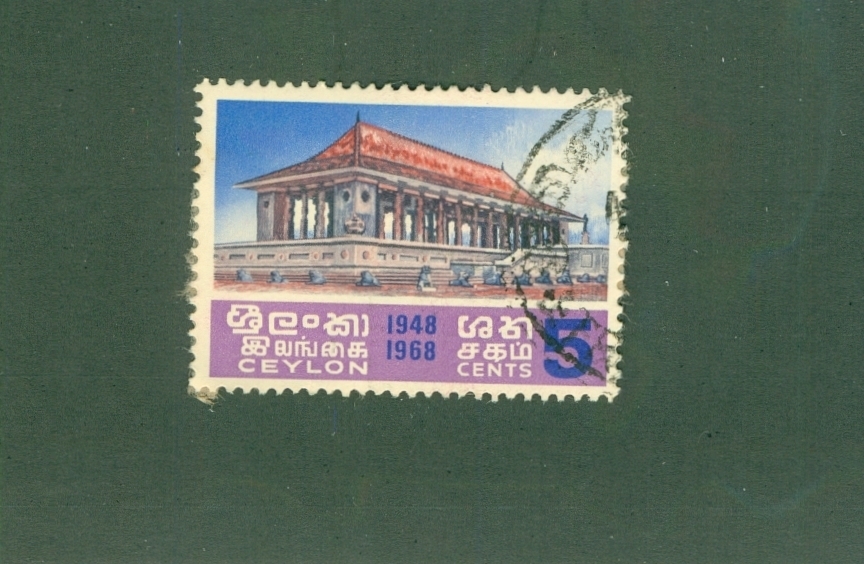 ශ්‍රී ලංකා 1948 ශත 5
இலங்கை 1968 சதம்
CEYLON CENTS